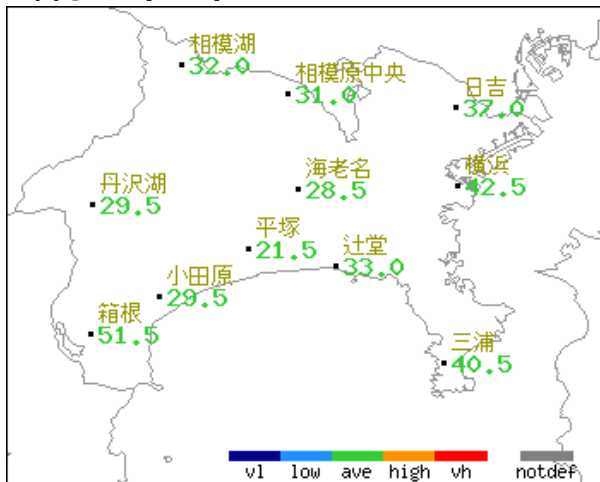 相模湖
32.0
相模原中央
31.0
日吉
37.0
海老名
28.5
横浜
42.5
丹沢湖
29.5
平塚
21.5
辻堂
33.0
小田原
29.5
箱根
51.5
三浦
40.5
vl low ave high vh notdef